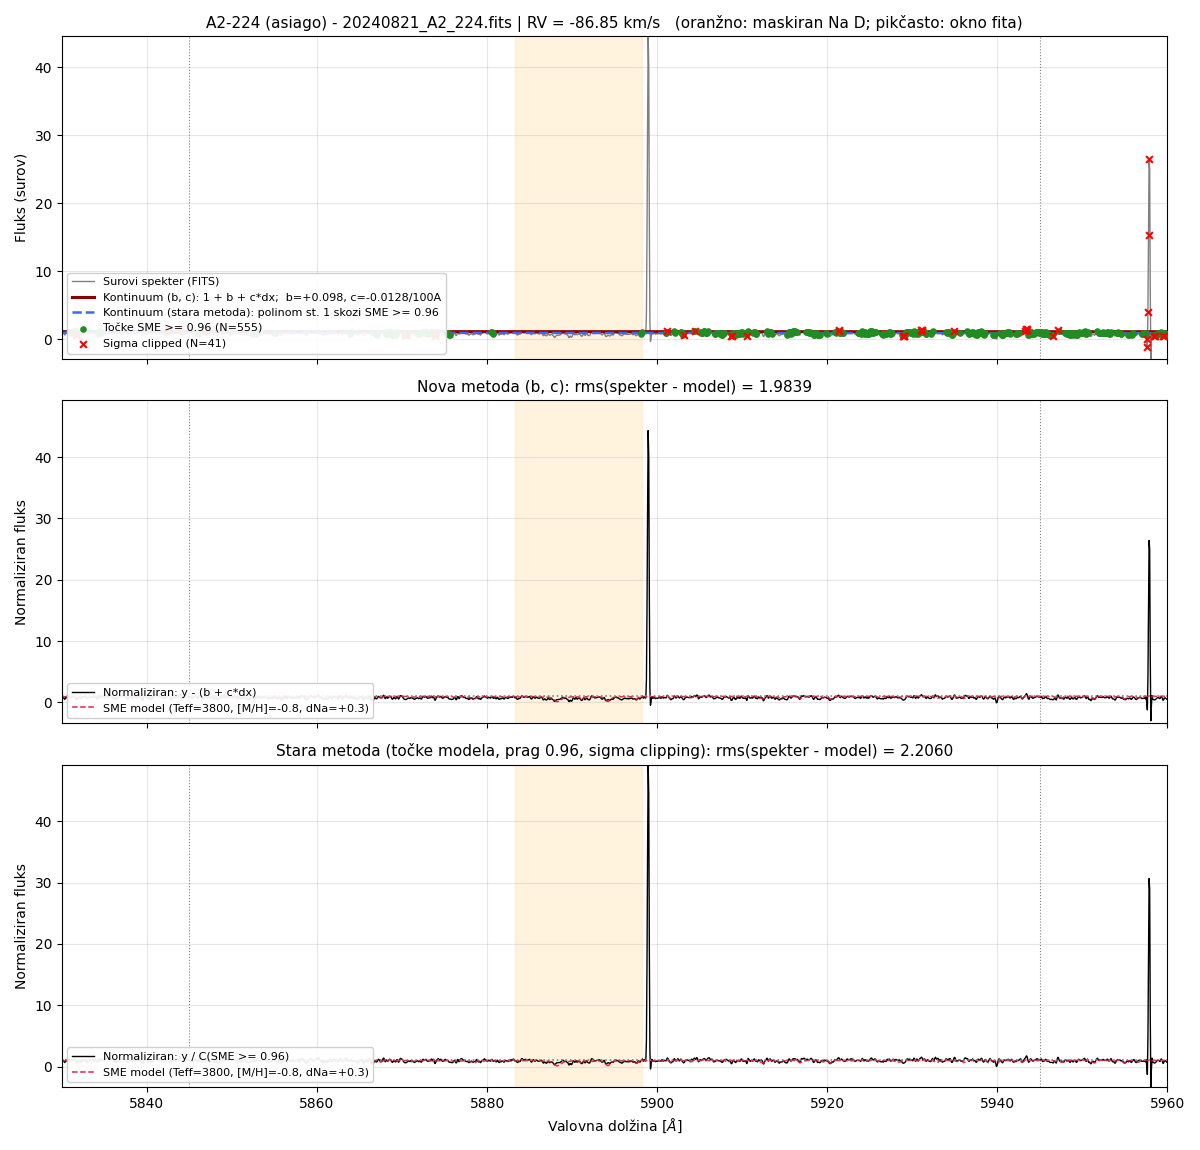 A2-224 (asiago) - 20240821_A2_224.fits | RV = -86.85 km/s   (oranžno: maskiran Na D; pikčasto: okno fita)
Fluks (surov)
40
30
20
10
0
Surovi spekter (FITS)
Kontinuum (b, c): 1 + b + c*dx;  b=+0.098, c=-0.0128/100A
Kontinuum (stara metoda): polinom st. 1 skozi SME >= 0.96
Točke SME >= 0.96 (N=555)
Sigma clipped (N=41)
Nova metoda (b, c): rms(spekter - model) = 1.9839
Normaliziran fluks
40
30
20
10
0
Normaliziran: y - (b + c*dx)
SME model (Teff=3800, [M/H]=-0.8, dNa=+0.3)
Stara metoda (točke modela, prag 0.96, sigma clipping): rms(spekter - model) = 2.2060
Normaliziran fluks
40
30
20
10
0
Normaliziran: y / C(SME >= 0.96)
SME model (Teff=3800, [M/H]=-0.8, dNa=+0.3)
5840 5860 5880 5900 5920 5940 5960
Valovna dolžina [Å]